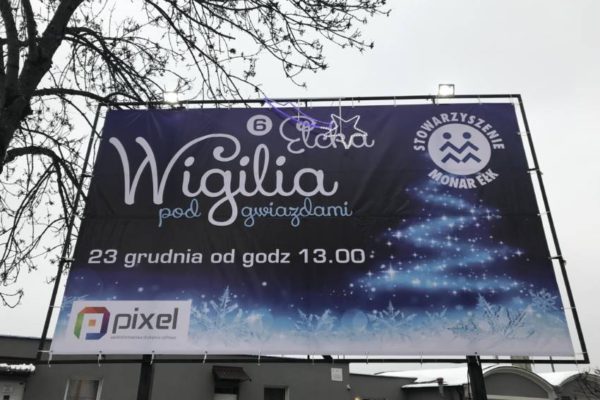 6 Ełcka
Wigilia
pod gwiazdami
23 grudnia od godz 13.00
STOWARZYSZENIE
MONAR EŁK
pixel